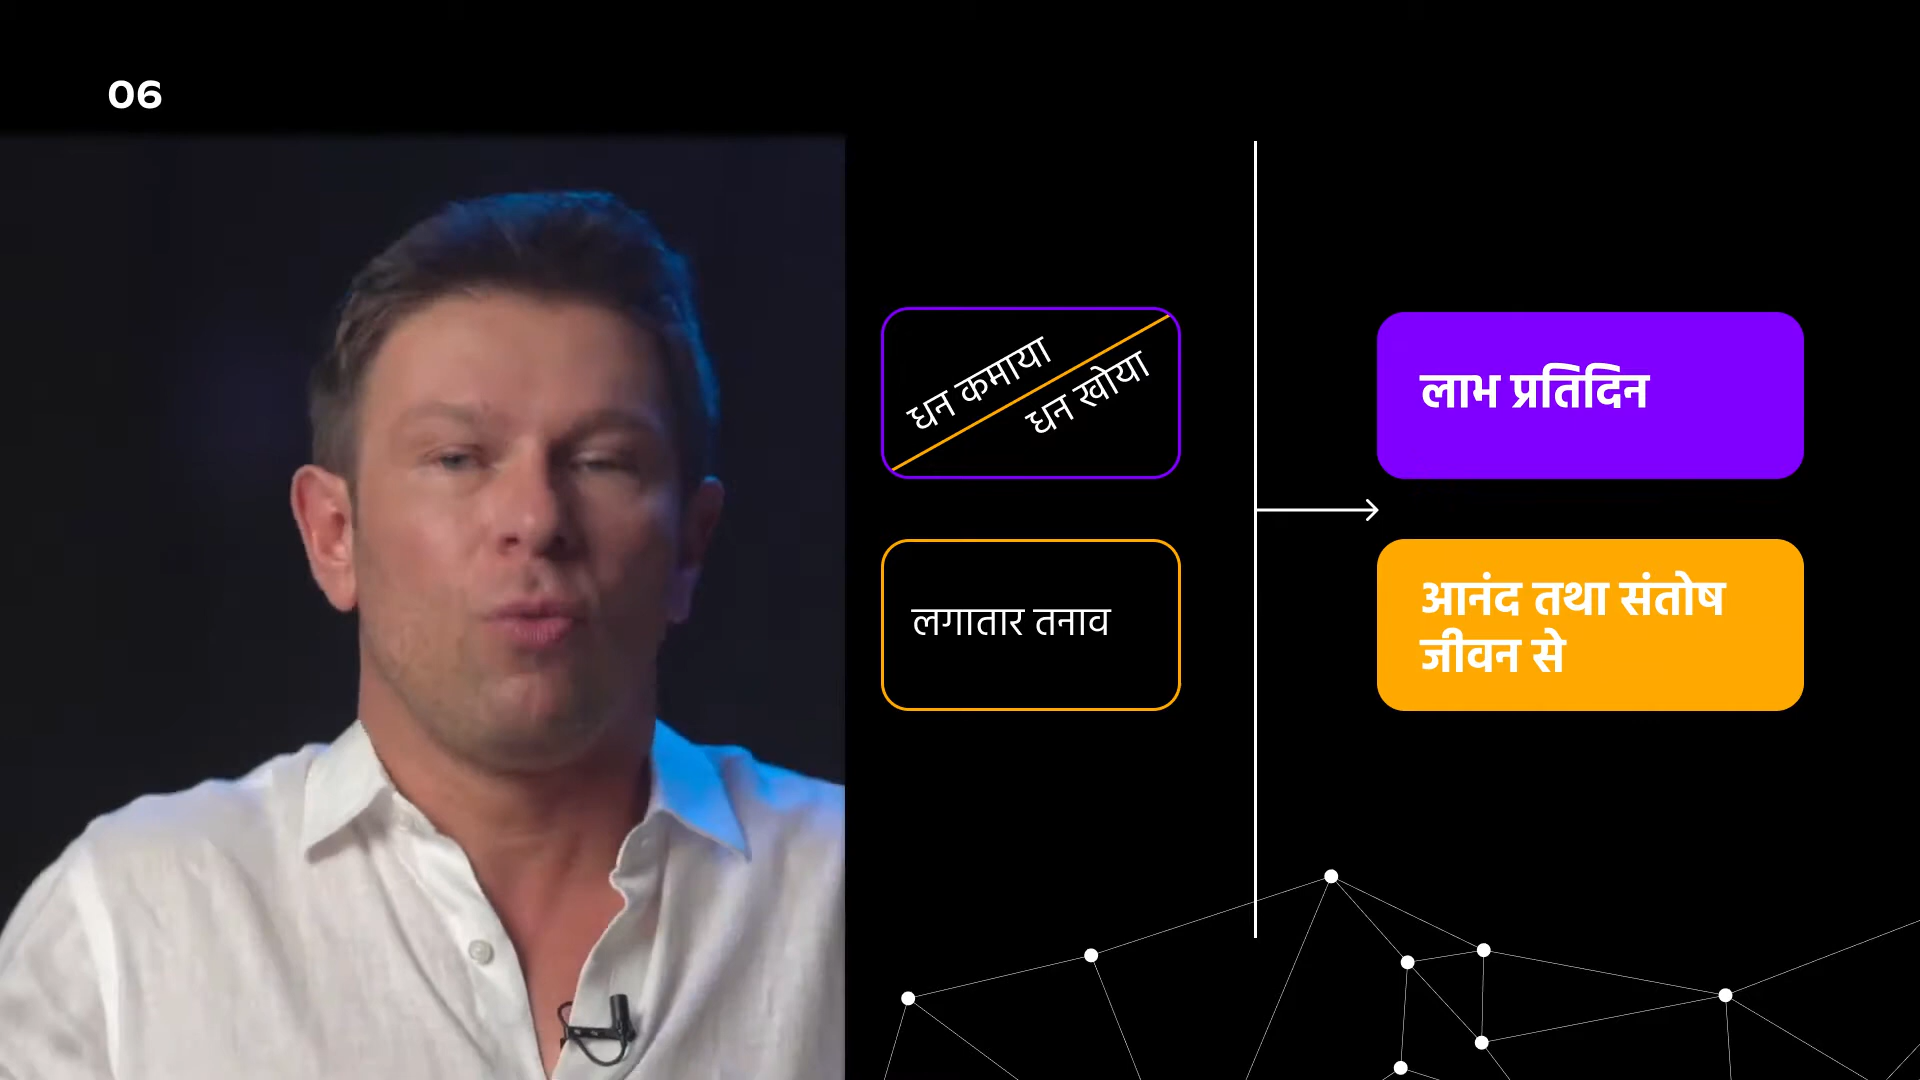 06
धन कमाया
धन खोया
लगातार तनाव
लाभ प्रतिदिन
आनंद तथा संतोष
जीवन से